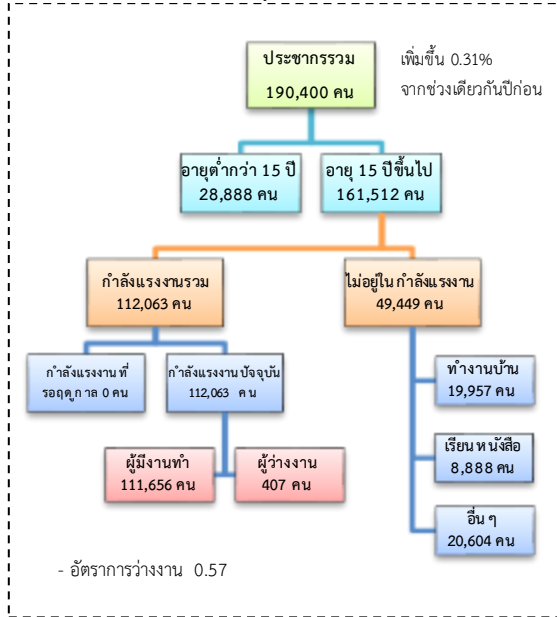 ประชากรรวม
190,400 คน
เพิ่มขึ้น 0.31%
จากช่วงเดียวกันปีก่อน
อายุต่ำกว่า 15 ปี
28,888 คน
อายุ 15 ปีขึ้นไป
161,512 คน
กำลังแรงงานรวม
112,063 คน
ไม่อยู่ในกำลังแรงงาน
49,449 คน
กำลังแรงงานที่
รอฤดูกาล 0 คน
กำลังแรงงานปัจจุบัน
112,063 คน
ทำงานบ้าน
19,957 คน
เรียนหนังสือ
8,888 คน
ผู้มีงานทำ
111,656 คน
ผู้ว่างงาน
407 คน
อื่นๆ
20,604 คน
- อัตราการว่างงาน 0.57